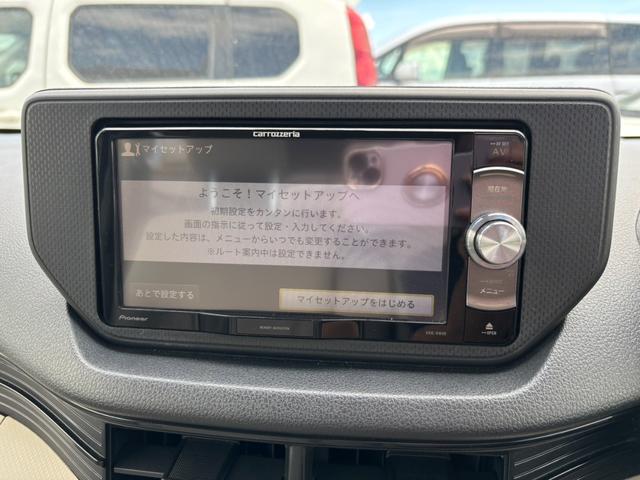 carrozzeria
マイセットアップ
ようこそ！マイセットアップへ
初期設定をカンタンに行います。
画面の指示に従って設定・入力してください。
設定した内容は、メニューからいつでも変更することができます。
※ルート案内中は設定できません。
あとで設定する
マイセットアップをはじめる
AV
現在地
メニュー
OPEN
Pioneer